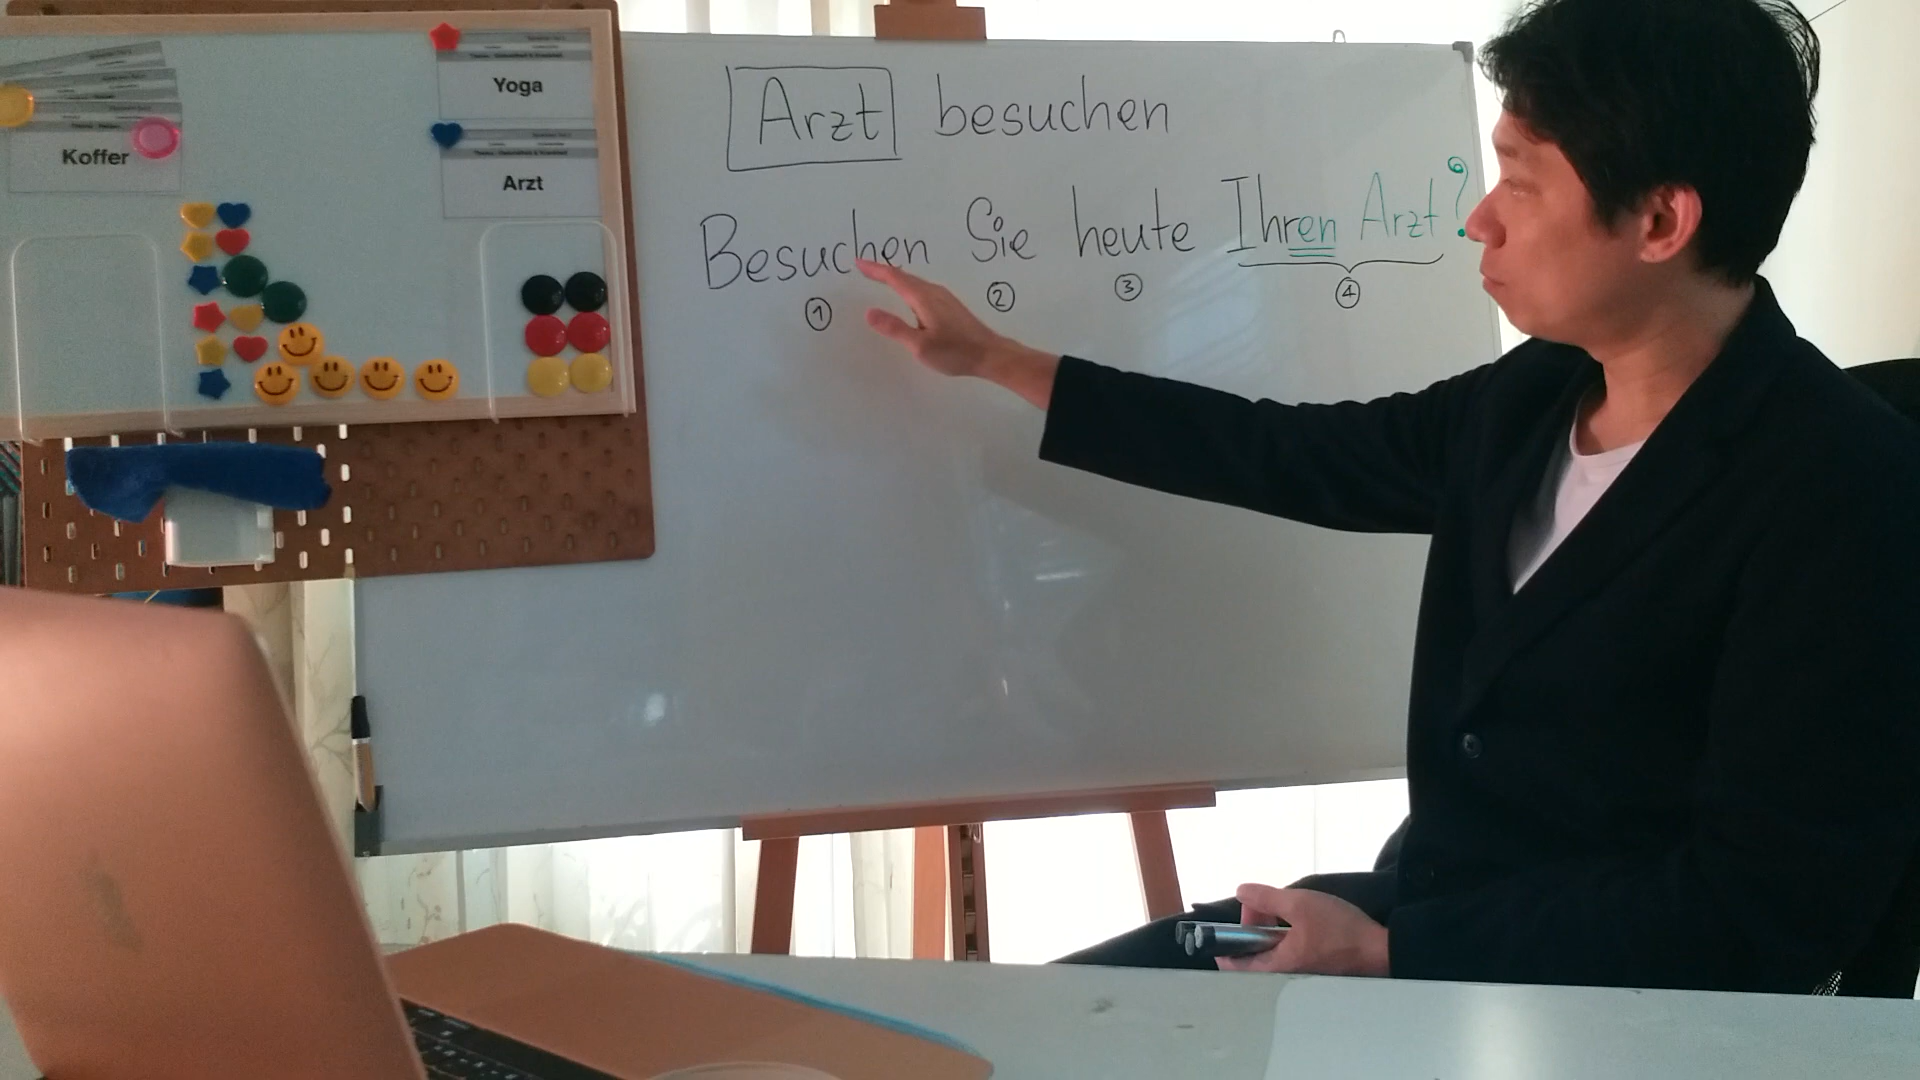 Yoga
Koffer
Arzt
Arzt besuchen
Besuchen Sie heute Ihren Arzt?
1 2 3 4